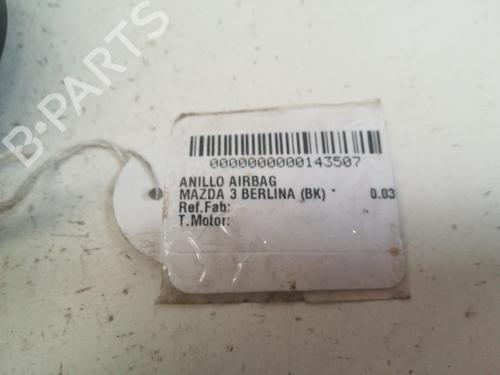 B-PARTS
0000000000143507
ANILLO AIRBAG
MAZDA 3 BERLINA (BK) * 0.03
Ref.Fab:
T.Motor: